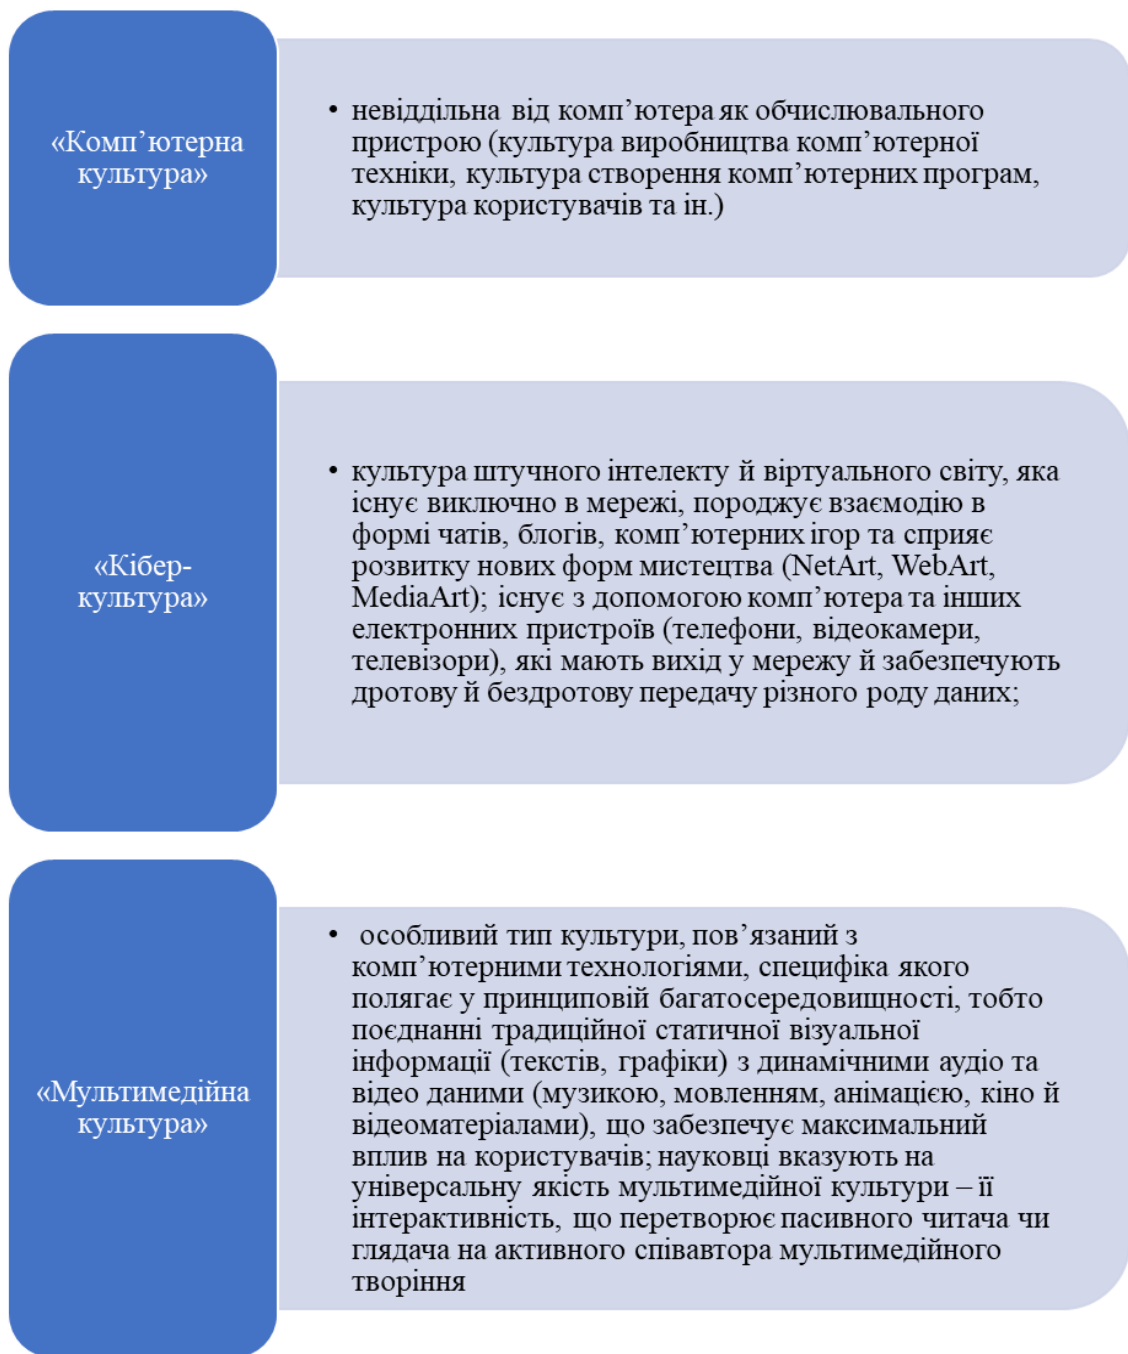 «Комп’ютерна
культура»
• невіддільна від комп’ютера як обчислювального
пристрою (культура виробництва комп’ютерної
техніки, культура створення комп’ютерних програм,
культура користувачів та ін.)
«Кібер-
культура»
• культура штучного інтелекту й віртуального світу, яка
існує виключно в мережі, породжує взаємодію в
формі чатів, блогів, комп’ютерних ігор та сприяє
розвитку нових форм мистецтва (NetArt, WebArt,
MediaArt); існує з допомогою комп’ютера та інших
електронних пристроїв (телефони, відеокамери,
телевізори), які мають вихід у мережу й забезпечують
дротову й бездротову передачу різного роду даних;
«Мультимедійна
культура»
• особливий тип культури, пов’язаний з
комп’ютерними технологіями, специфіка якого
полягає у принциповій багатосередовищності, тобто
поєднанні традиційної статичної візуальної
інформації (текстів, графіки) з динамічними аудіо та
відео даними (музикою, мовленням, анімацією, кіно й
відеоматеріалами), що забезпечує максимальний
вплив на користувачів; науковці вказують на
універсальну якість мультимедійної культури – її
інтерактивність, що перетворює пасивного читача чи
глядача на активного співавтора мультимедійного
творіння